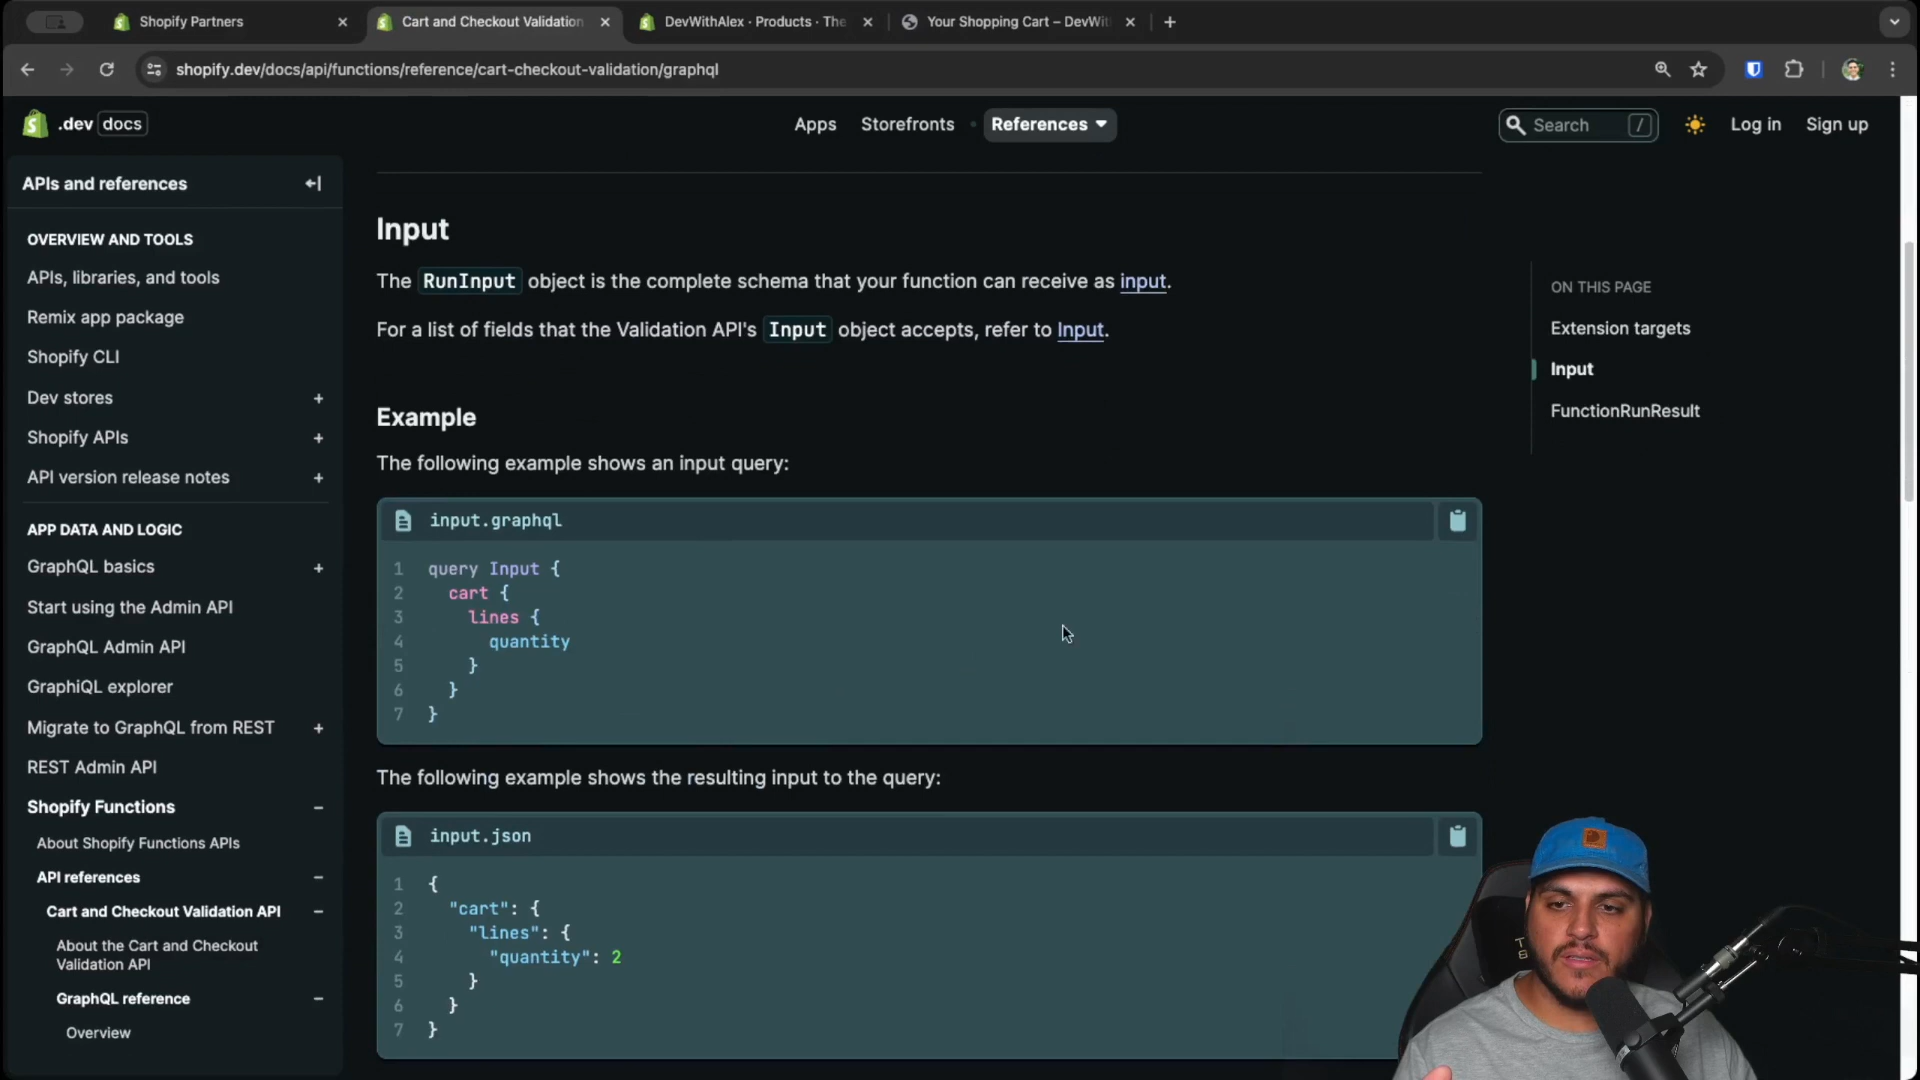 Shopify Partners
Cart and Checkout Validation
DevWithAlex · Products · The
Your Shopping Cart – DevWit
shopify.dev/docs/api/functions/reference/cart-checkout-validation/graphql
.dev docs
Apps
Storefronts
References
Search /
Log in
Sign up
APIs and references
OVERVIEW AND TOOLS
APIs, libraries, and tools
Remix app package
Shopify CLI
Dev stores +
Shopify APIs +
API version release notes +
APP DATA AND LOGIC
GraphQL basics +
Start using the Admin API
GraphQL Admin API
GraphiQL explorer
Migrate to GraphQL from REST +
REST Admin API
Shopify Functions −
About Shopify Functions APIs
API references −
Cart and Checkout Validation API −
About the Cart and Checkout
Validation API
GraphQL reference −
Overview
Input
The RunInput object is the complete schema that your function can receive as input.
For a list of fields that the Validation API's Input object accepts, refer to Input.
Example
The following example shows an input query:
input.graphql
1 query Input {
2 cart {
3 lines {
4 quantity
5 }
6 }
7 }
The following example shows the resulting input to the query:
input.json
1 {
2 "cart": {
3 "lines": {
4 "quantity": 2
5 }
6 }
7 }
ON THIS PAGE
Extension targets
Input
FunctionRunResult